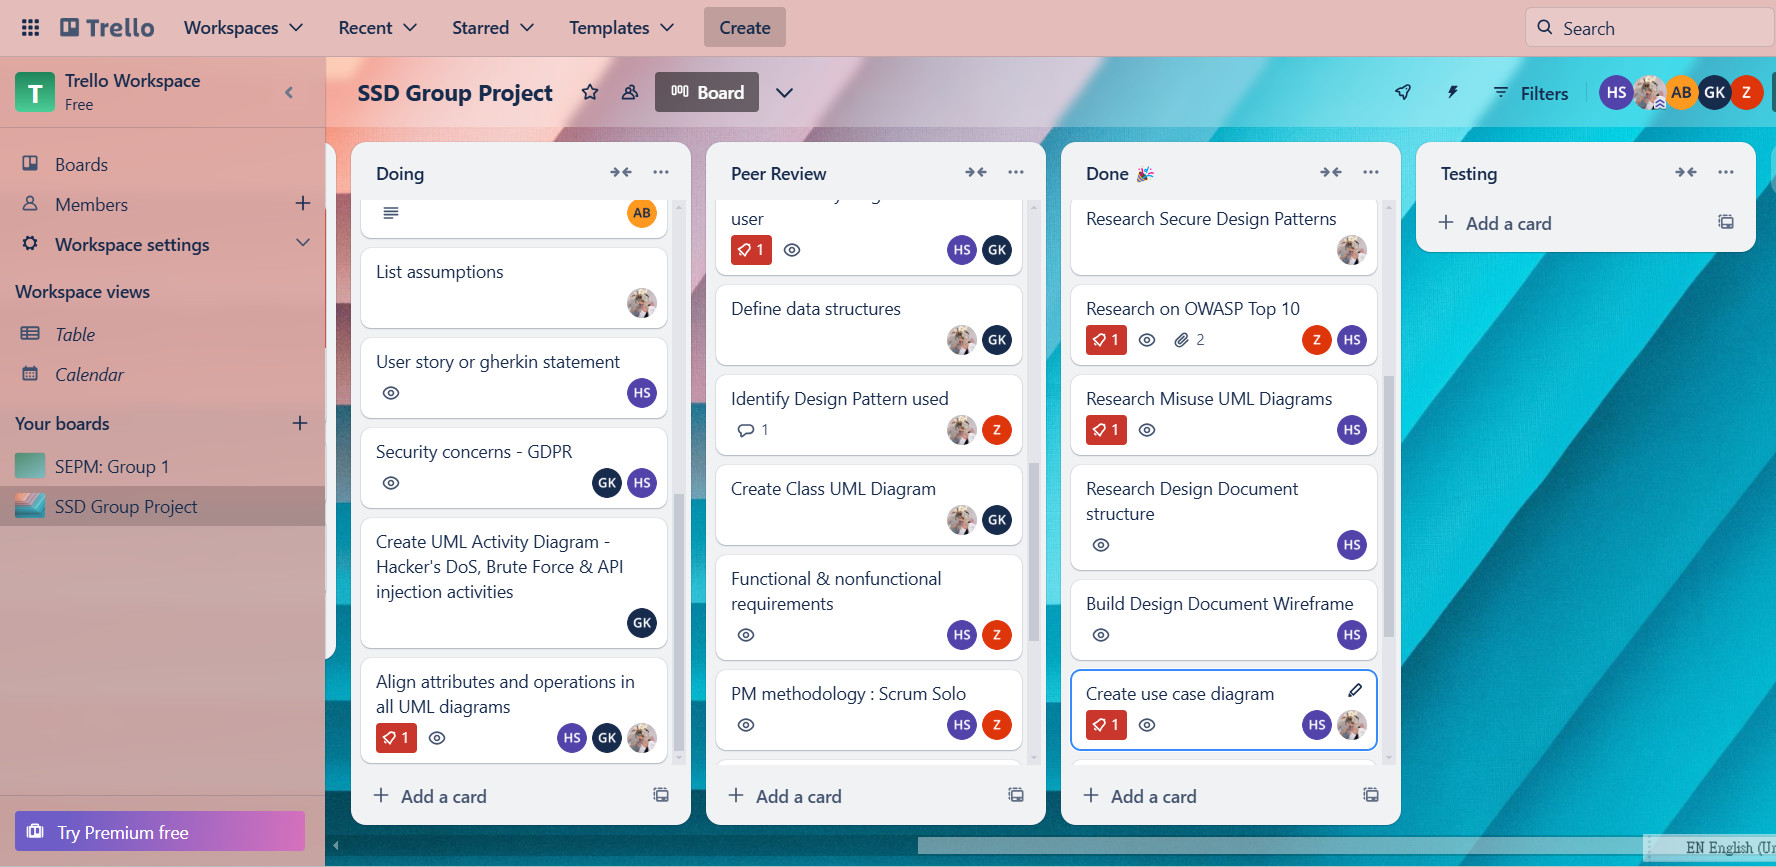 Trello
Workspaces
Recent
Starred
Templates
Create
Search
T
Trello Workspace
Free
SSD Group Project
Board
Filters
HS
AB
GK
Z
Boards
Members
Workspace settings
Workspace views
Table
Calendar
Your boards
SEPM: Group 1
SSD Group Project
Try Premium free
Doing
AB
List assumptions
User story or gherkin statement
HS
Security concerns - GDPR
GK HS
Create UML Activity Diagram -
Hacker's DoS, Brute Force & API
injection activities
GK
Align attributes and operations in
all UML diagrams
1
HS GK
Add a card
Peer Review
user
1
HS GK
Define data structures
GK
Identify Design Pattern used
1
Z
Create Class UML Diagram
GK
Functional & nonfunctional
requirements
HS Z
PM methodology : Scrum Solo
HS Z
Add a card
Done
Research Secure Design Patterns
Research on OWASP Top 10
1 2
Z HS
Research Misuse UML Diagrams
1
HS
Research Design Document
structure
HS
Build Design Document Wireframe
HS
Create use case diagram
1
HS
Add a card
Testing
Add a card
EN English (Un